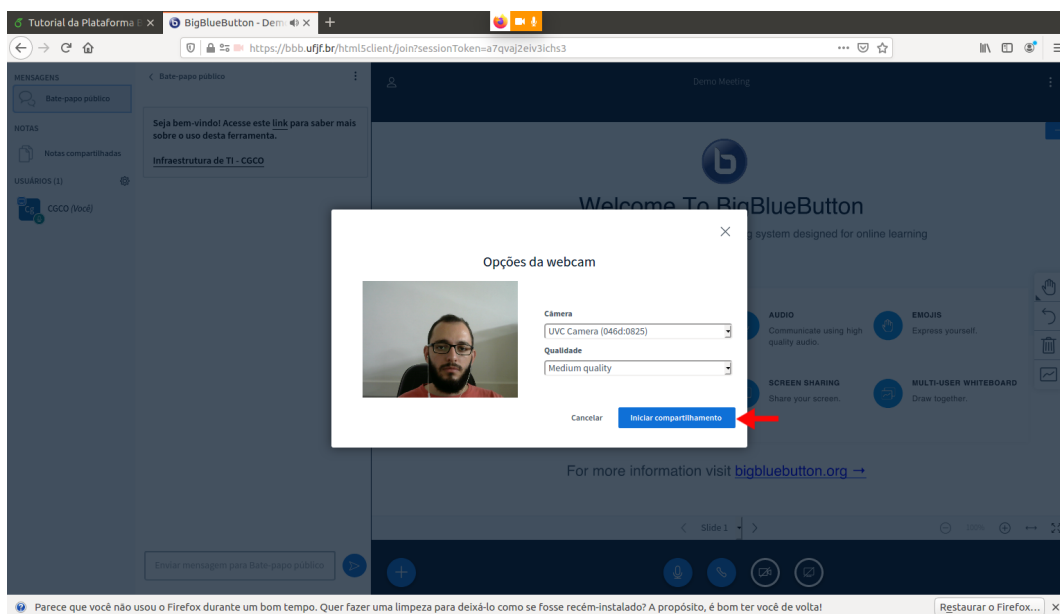 Tutorial da Plataforma B
BigBlueButton - Dem
https://bbb.ufjf.br/html5client/join?sessionToken=a7qvaj2eiv3ichs3
MENSAGENS
Bate-papo público
NOTAS
Notas compartilhadas
USUÁRIOS (1)
Cg
CGCO (Você)
Bate-papo público
Seja bem-vindo! Acesse este link para saber mais
sobre o uso desta ferramenta.
Infraestrutura de TI - CGCO
Enviar mensagem para Bate-papo público
Demo Meeting
b
Welcome To BigBlueButton
g system designed for online learning
AUDIO
Communicate using high
quality audio.
EMOJIS
Express yourself.
SCREEN SHARING
Share your screen.
MULTI-USER WHITEBOARD
Draw together.
For more information visit bigbluebutton.org →
Slide 1
100%
Opções da webcam
Câmera
UVC Camera (046d:0825)
Qualidade
Medium quality
Cancelar
Iniciar compartilhamento
Parece que você não usou o Firefox durante um bom tempo. Quer fazer uma limpeza para deixá-lo como se fosse recém-instalado? A propósito, é bom ter você de volta!
Restaurar o Firefox...